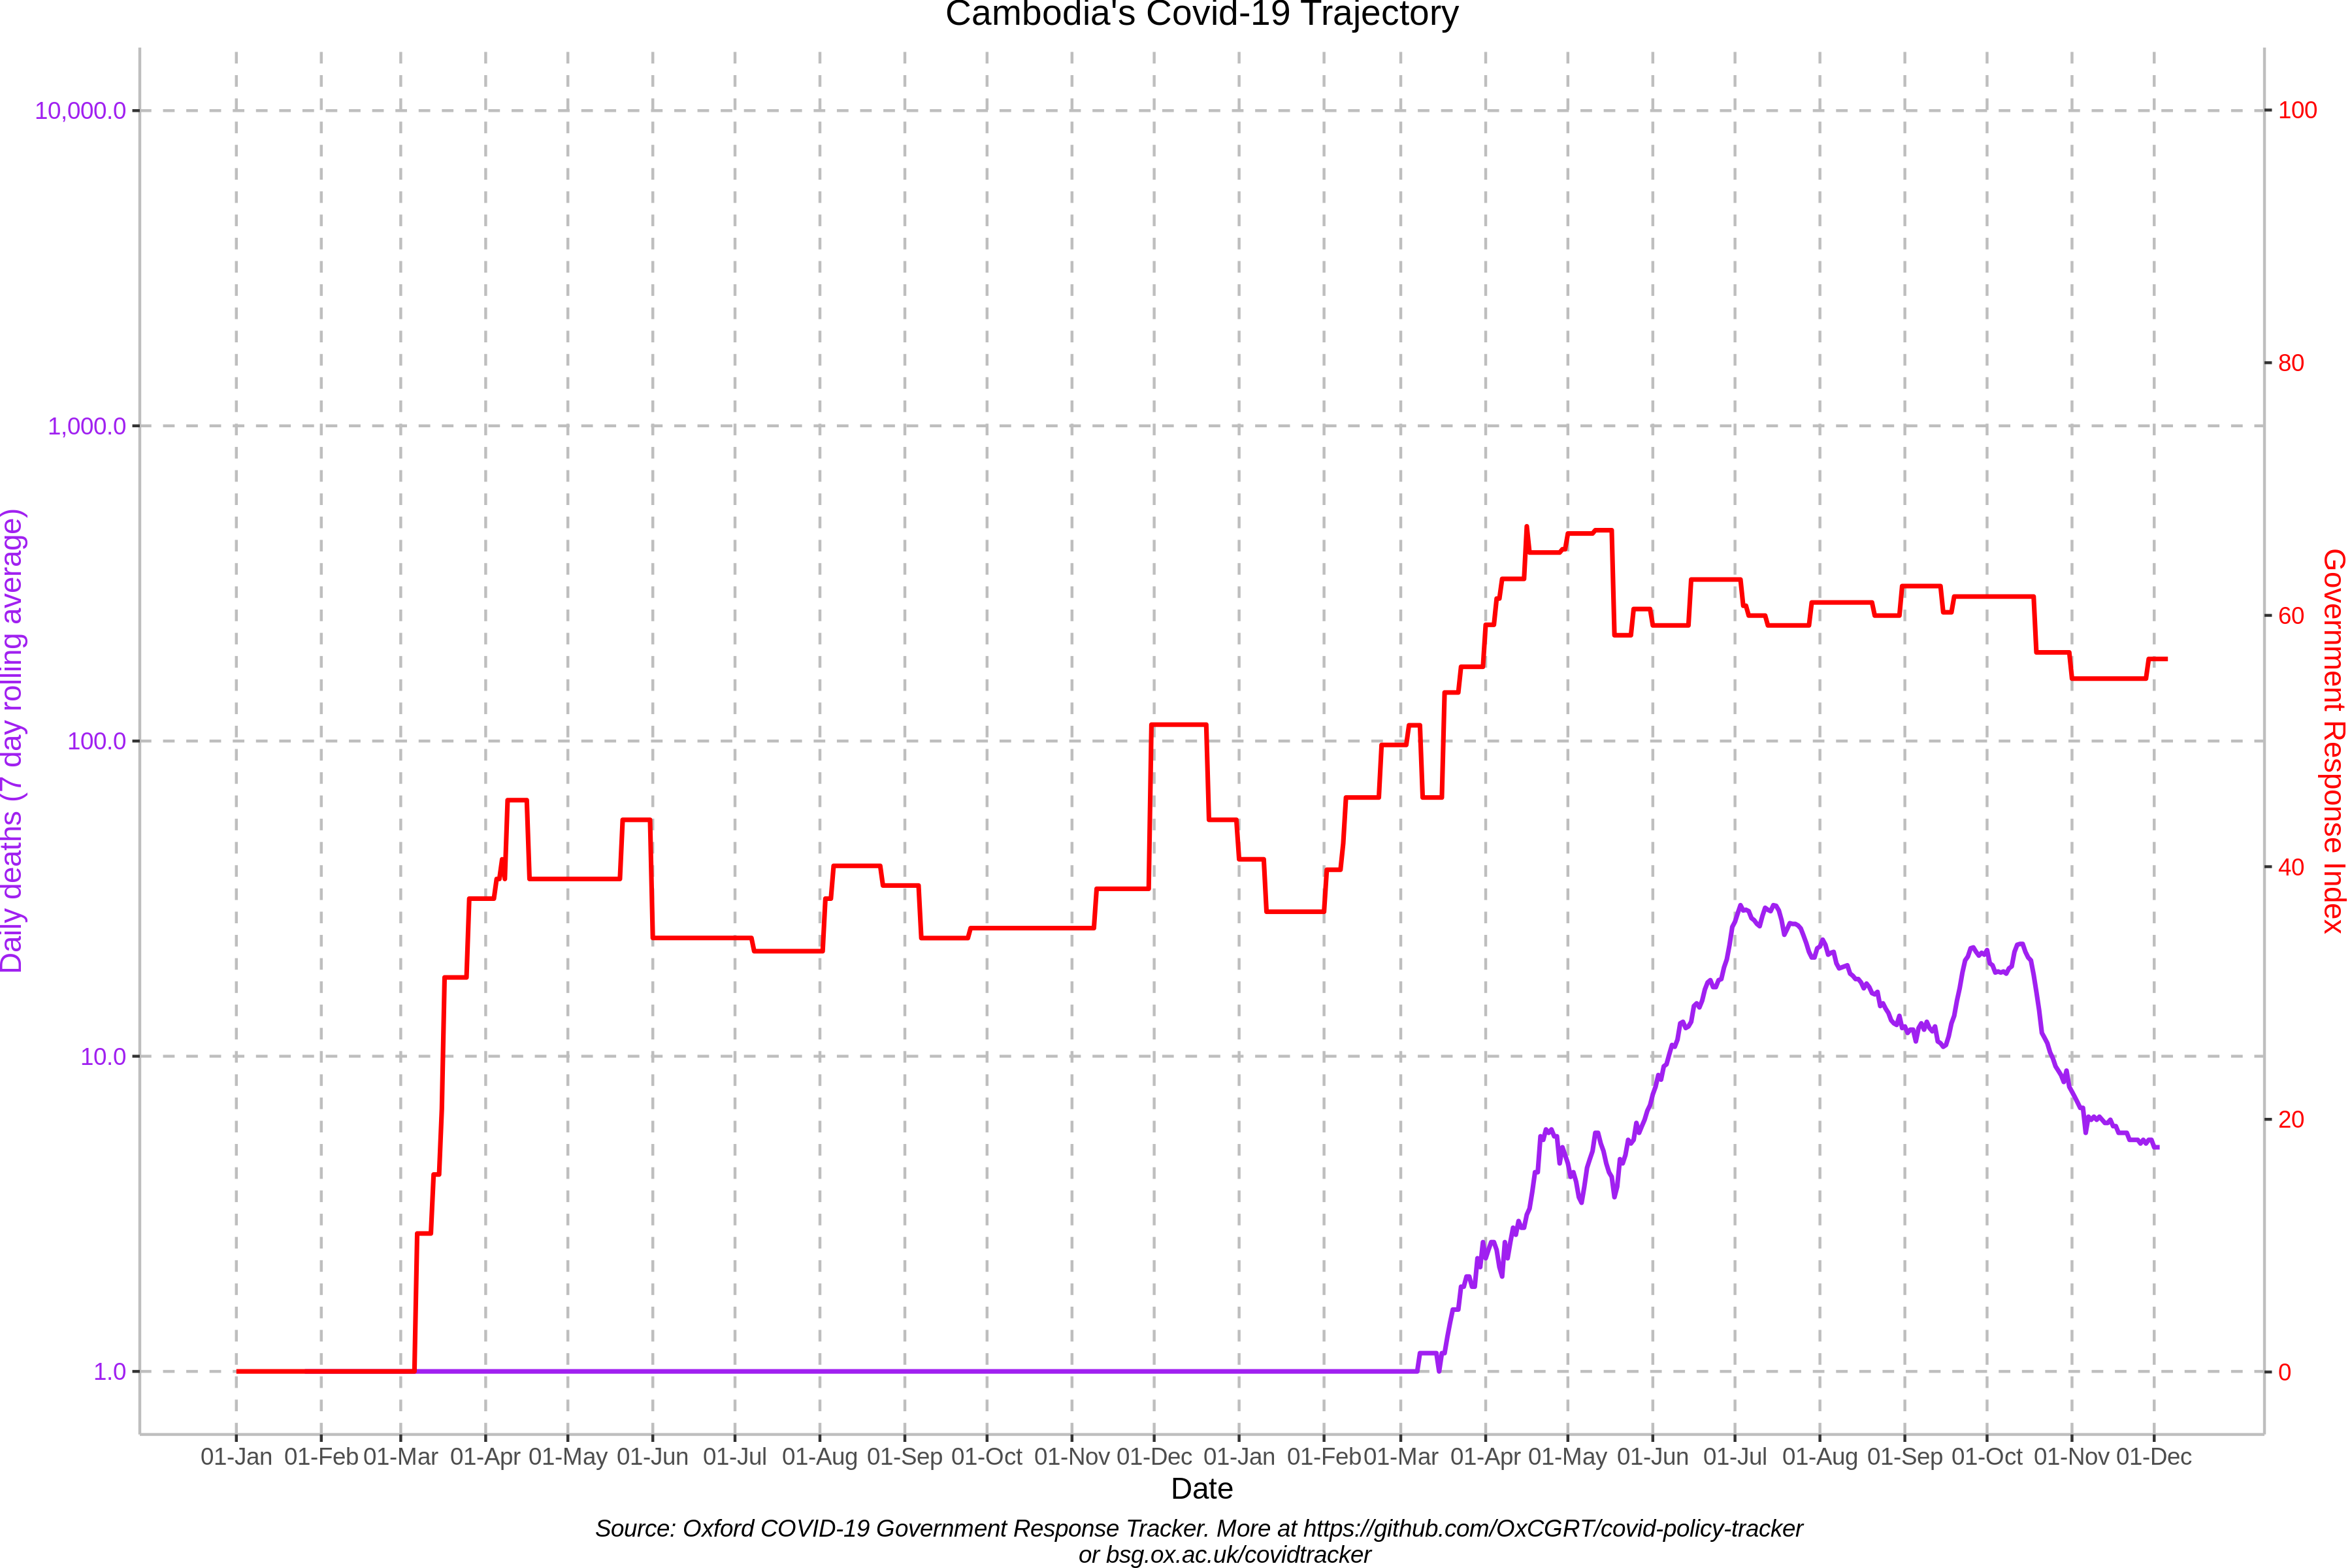 Cambodia's Covid-19 Trajectory
10,000.0
1,000.0
100.0
10.0
1.0
Daily deaths (7 day rolling average)
100
80
60
40
20
0
Government Response Index
01-Jan 01-Feb 01-Mar 01-Apr 01-May 01-Jun 01-Jul 01-Aug 01-Sep 01-Oct 01-Nov 01-Dec 01-Jan 01-Feb 01-Mar 01-Apr 01-May 01-Jun 01-Jul 01-Aug 01-Sep 01-Oct 01-Nov 01-Dec
Date
Source: Oxford COVID-19 Government Response Tracker. More at https://github.com/OxCGRT/covid-policy-tracker
or bsg.ox.ac.uk/covidtracker